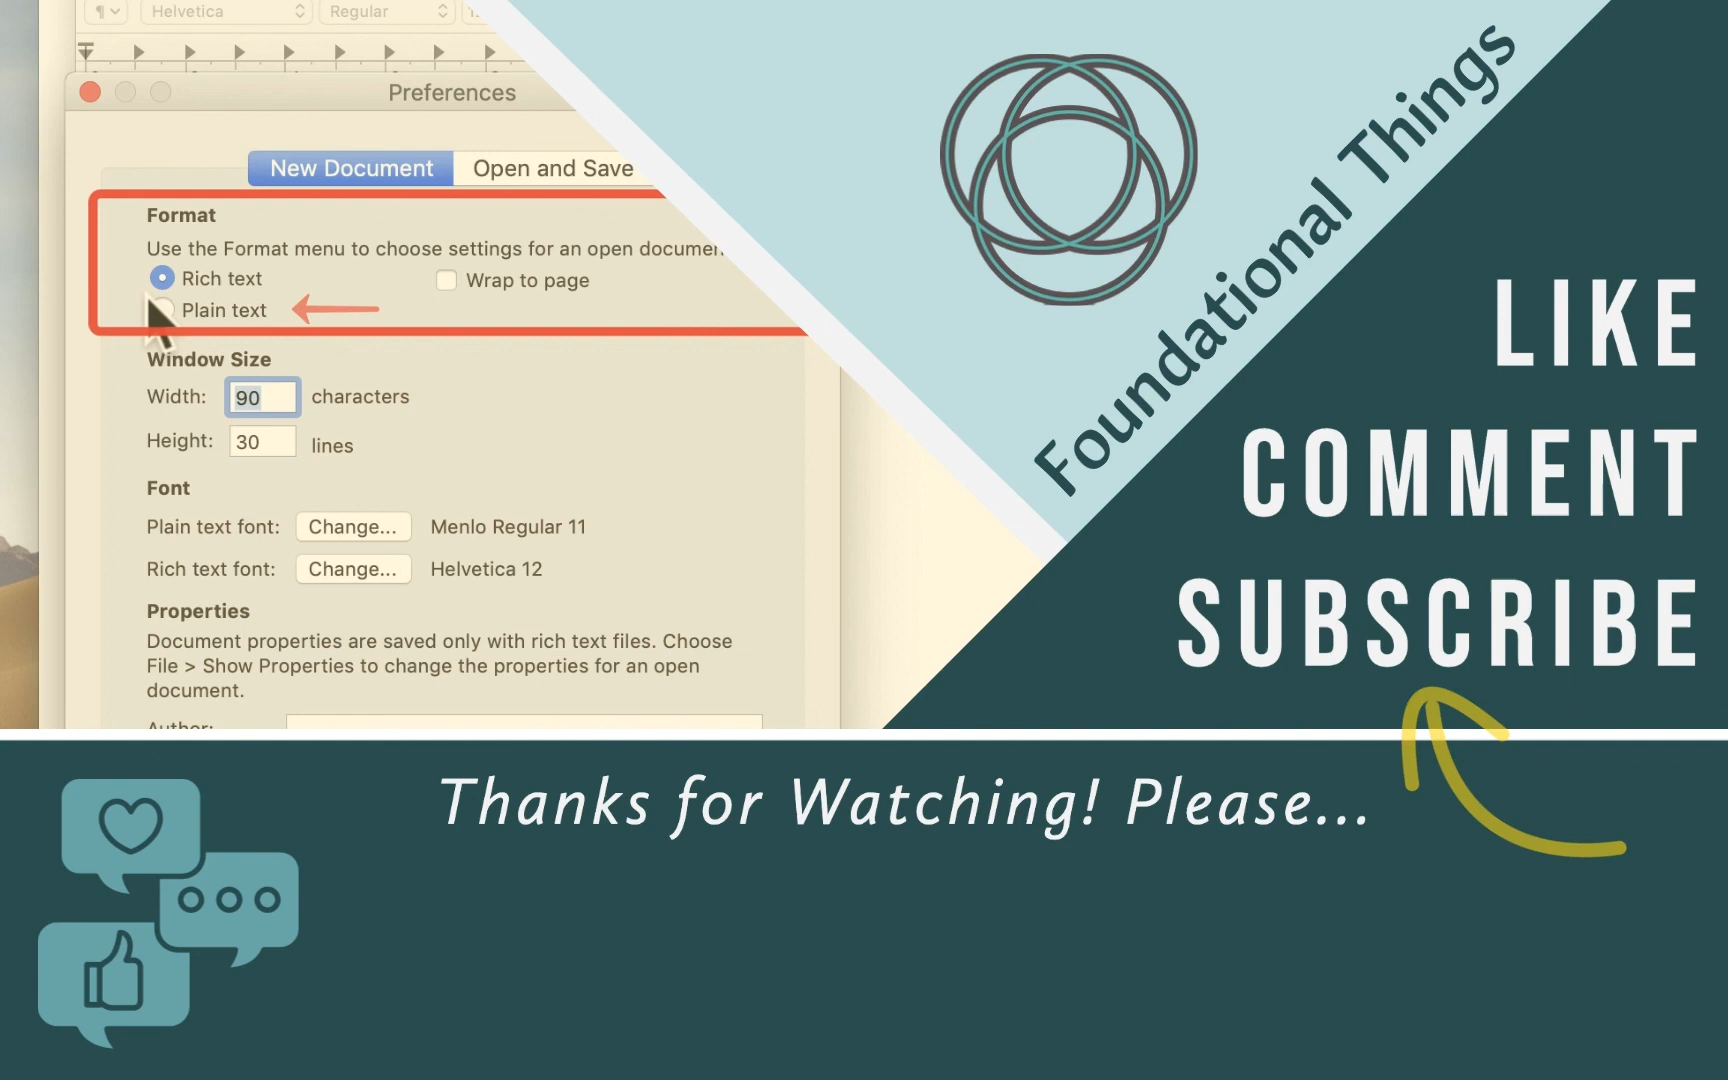 ¶ Helvetica Regular
Preferences
New Document Open and Save
Format
Use the Format menu to choose settings for an open documen
Rich text Wrap to page
Plain text
Window Size
Width: 90 characters
Height: 30 lines
Font
Plain text font: Change... Menlo Regular 11
Rich text font: Change... Helvetica 12
Properties
Document properties are saved only with rich text files. Choose
File > Show Properties to change the properties for an open
document.
Author:
Foundational Things
LIKE
COMMENT
SUBSCRIBE
Thanks for Watching! Please...